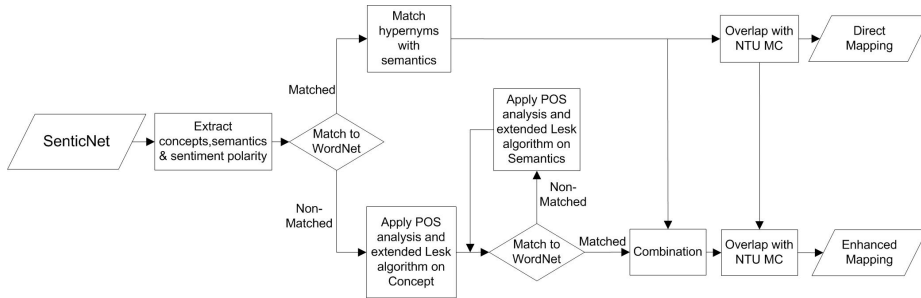 SenticNet
Extract
concepts,semantics
& sentiment polarity
Match to
WordNet
Matched
Match
hypernyms
with
semantics
Overlap with
NTU MC
Direct
Mapping
Non-
Matched
Apply POS
analysis and
extended Lesk
algorithm on
Concept
Match to
WordNet
Non-
Matched
Apply POS
analysis and
extended Lesk
algorithm on
Semantics
Matched
Combination
Overlap with
NTU MC
Enhanced
Mapping